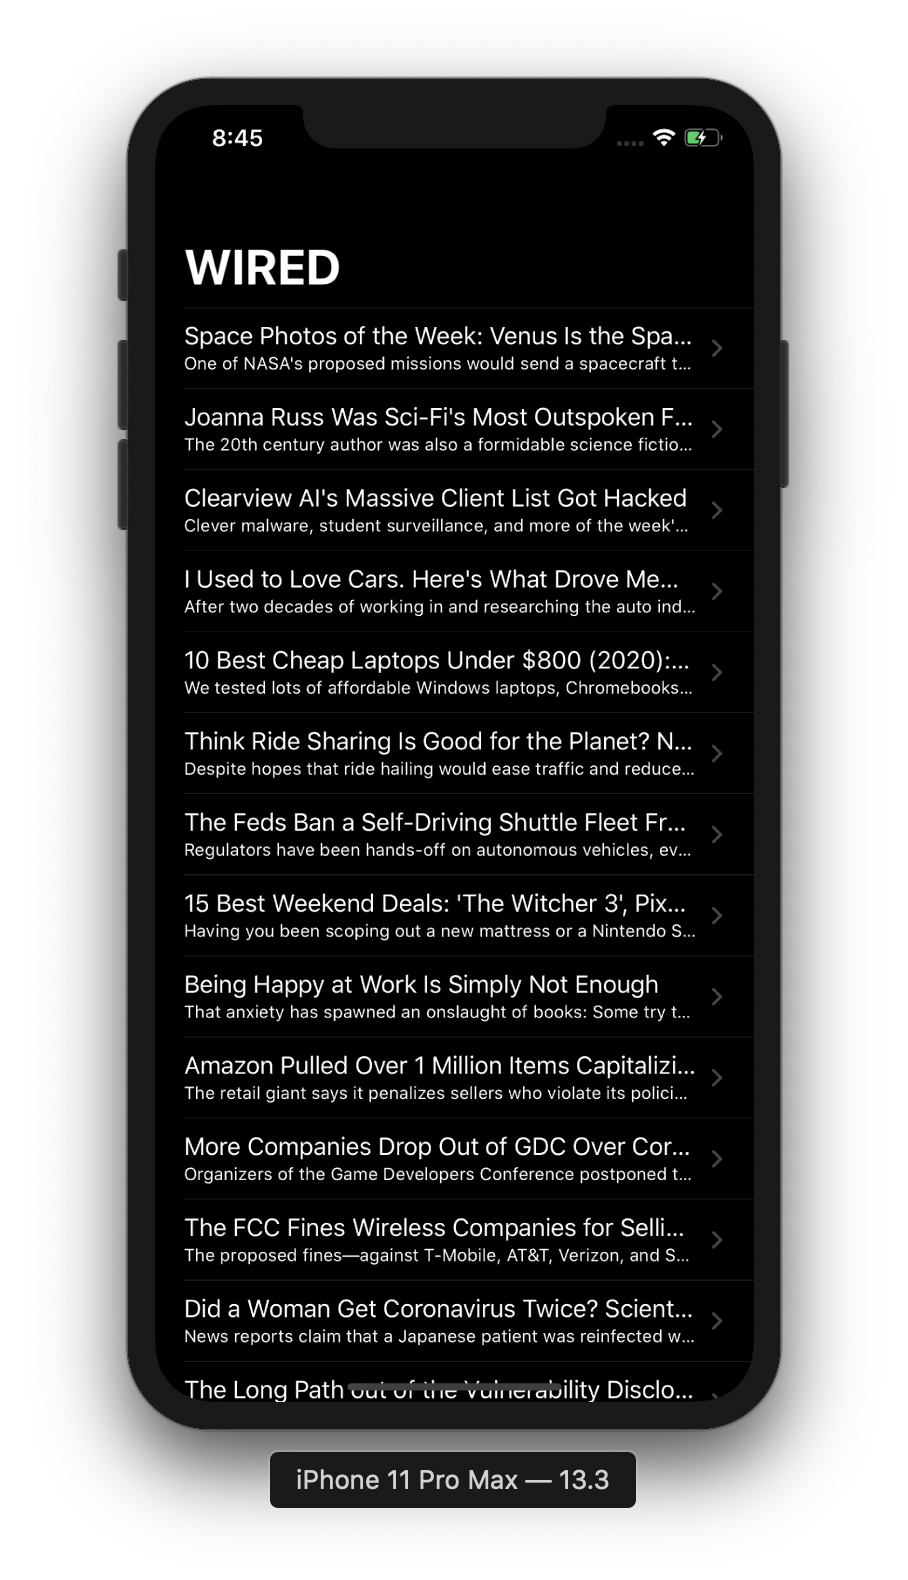 8:45
WIRED
Space Photos of the Week: Venus Is the Spa...
One of NASA's proposed missions would send a spacecraft t...
Joanna Russ Was Sci-Fi's Most Outspoken F...
The 20th century author was also a formidable science fictio...
Clearview AI's Massive Client List Got Hacked
Clever malware, student surveillance, and more of the week'...
I Used to Love Cars. Here's What Drove Me...
After two decades of working in and researching the auto ind...
10 Best Cheap Laptops Under $800 (2020):...
We tested lots of affordable Windows laptops, Chromebooks...
Think Ride Sharing Is Good for the Planet? N...
Despite hopes that ride hailing would ease traffic and reduce...
The Feds Ban a Self-Driving Shuttle Fleet Fr...
Regulators have been hands-off on autonomous vehicles, ev...
15 Best Weekend Deals: 'The Witcher 3', Pix...
Having you been scoping out a new mattress or a Nintendo S...
Being Happy at Work Is Simply Not Enough
That anxiety has spawned an onslaught of books: Some try t...
Amazon Pulled Over 1 Million Items Capitalizi...
The retail giant says it penalizes sellers who violate its polici...
More Companies Drop Out of GDC Over Cor...
Organizers of the Game Developers Conference postponed t...
The FCC Fines Wireless Companies for Selli...
The proposed fines—against T-Mobile, AT&T, Verizon, and S...
Did a Woman Get Coronavirus Twice? Scient...
News reports claim that a Japanese patient was reinfected w...
The Long Path out of the Vulnerability Disclo...
iPhone 11 Pro Max — 13.3